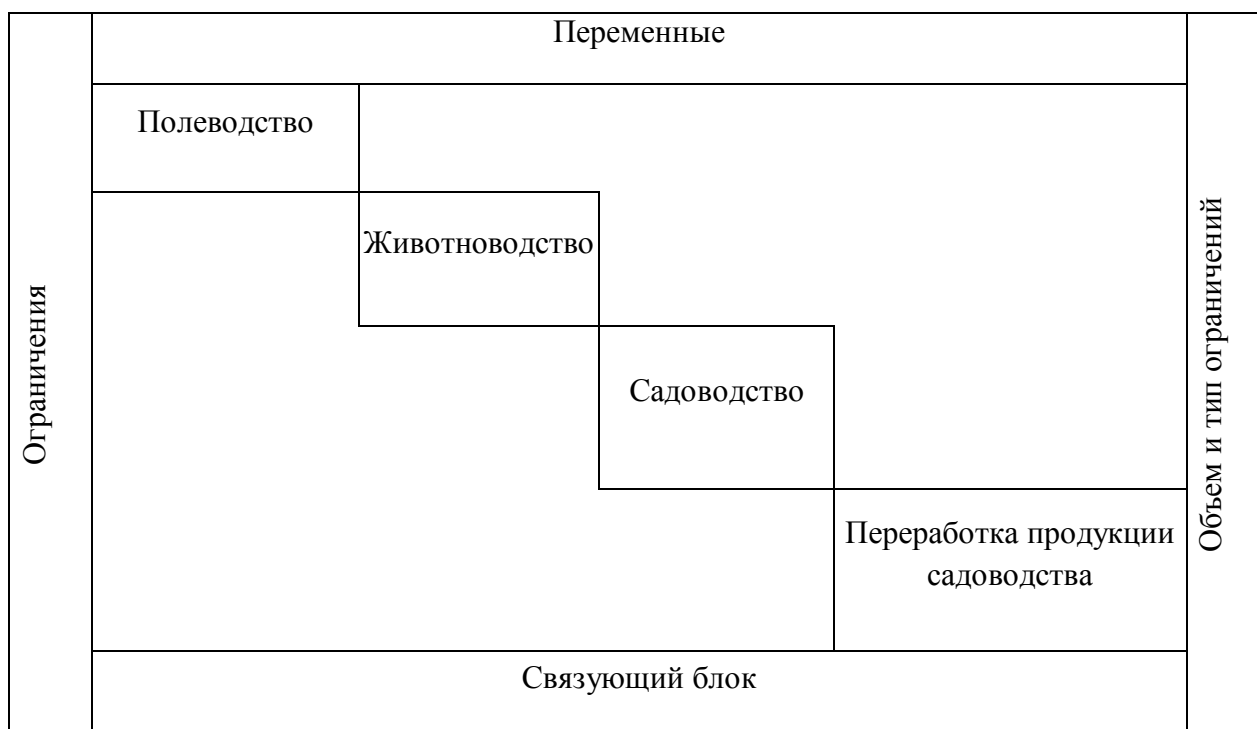 Переменные
Ограничения
Полеводство
Животноводство
Садоводство
Переработка продукции
садоводства
Объем и тип ограничений
Связующий блок